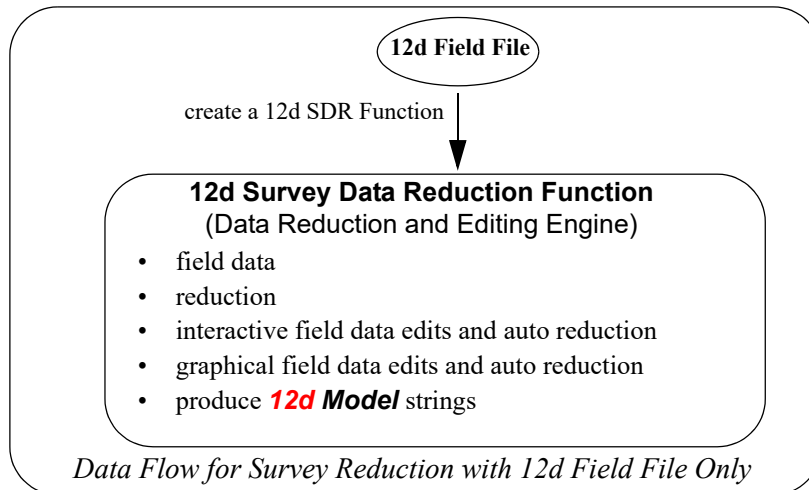 12d Field File
create a 12d SDR Function
12d Survey Data Reduction Function
(Data Reduction and Editing Engine)
• field data
• reduction
• interactive field data edits and auto reduction
• graphical field data edits and auto reduction
• produce 12d Model strings
Data Flow for Survey Reduction with 12d Field File Only